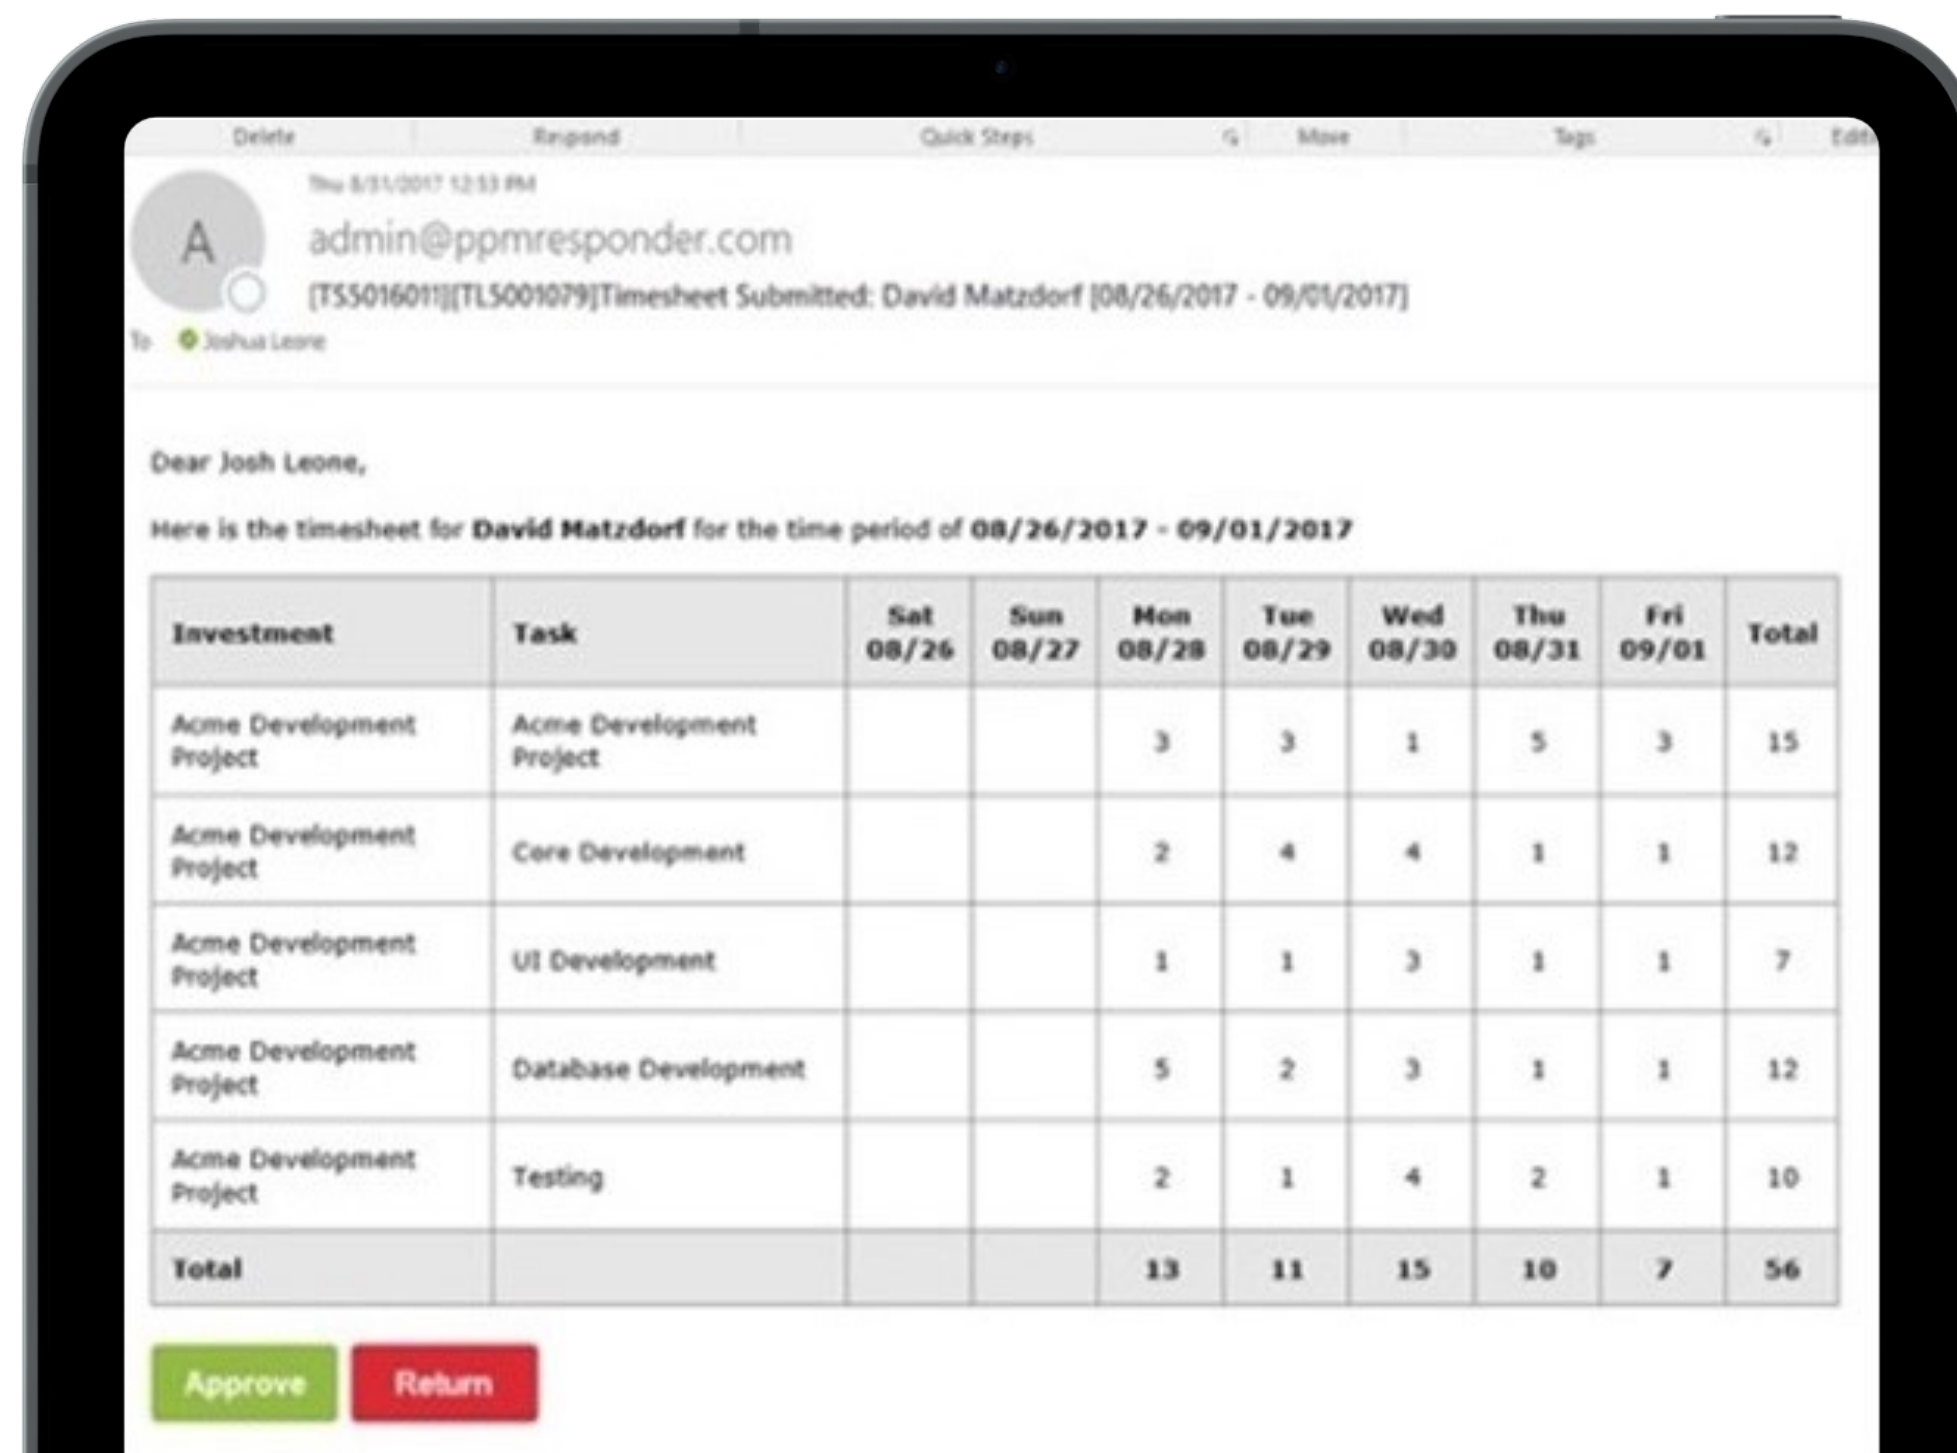 Delete Respond Quick Steps Move Tags Editi
Thu 8/31/2017 12:53 PM
A
admin@ppmresponder.com
[TS5016011][TL5001079]Timesheet Submitted: David Matzdorf [08/26/2017 - 09/01/2017]
To Joshua Leone
Dear Josh Leone,
Here is the timesheet for David Matzdorf for the time period of 08/26/2017 - 09/01/2017
Investment Task Sat 08/26 Sun 08/27 Mon 08/28 Tue 08/29 Wed 08/30 Thu 08/31 Fri 09/01 Total
Acme Development Project Acme Development Project 3 3 1 5 3 15
Acme Development Project Core Development 2 4 4 1 1 12
Acme Development Project UI Development 1 1 3 1 1 7
Acme Development Project Database Development 5 2 3 1 1 12
Acme Development Project Testing 2 1 4 2 1 10
Total 13 11 15 10 7 56
Approve Return